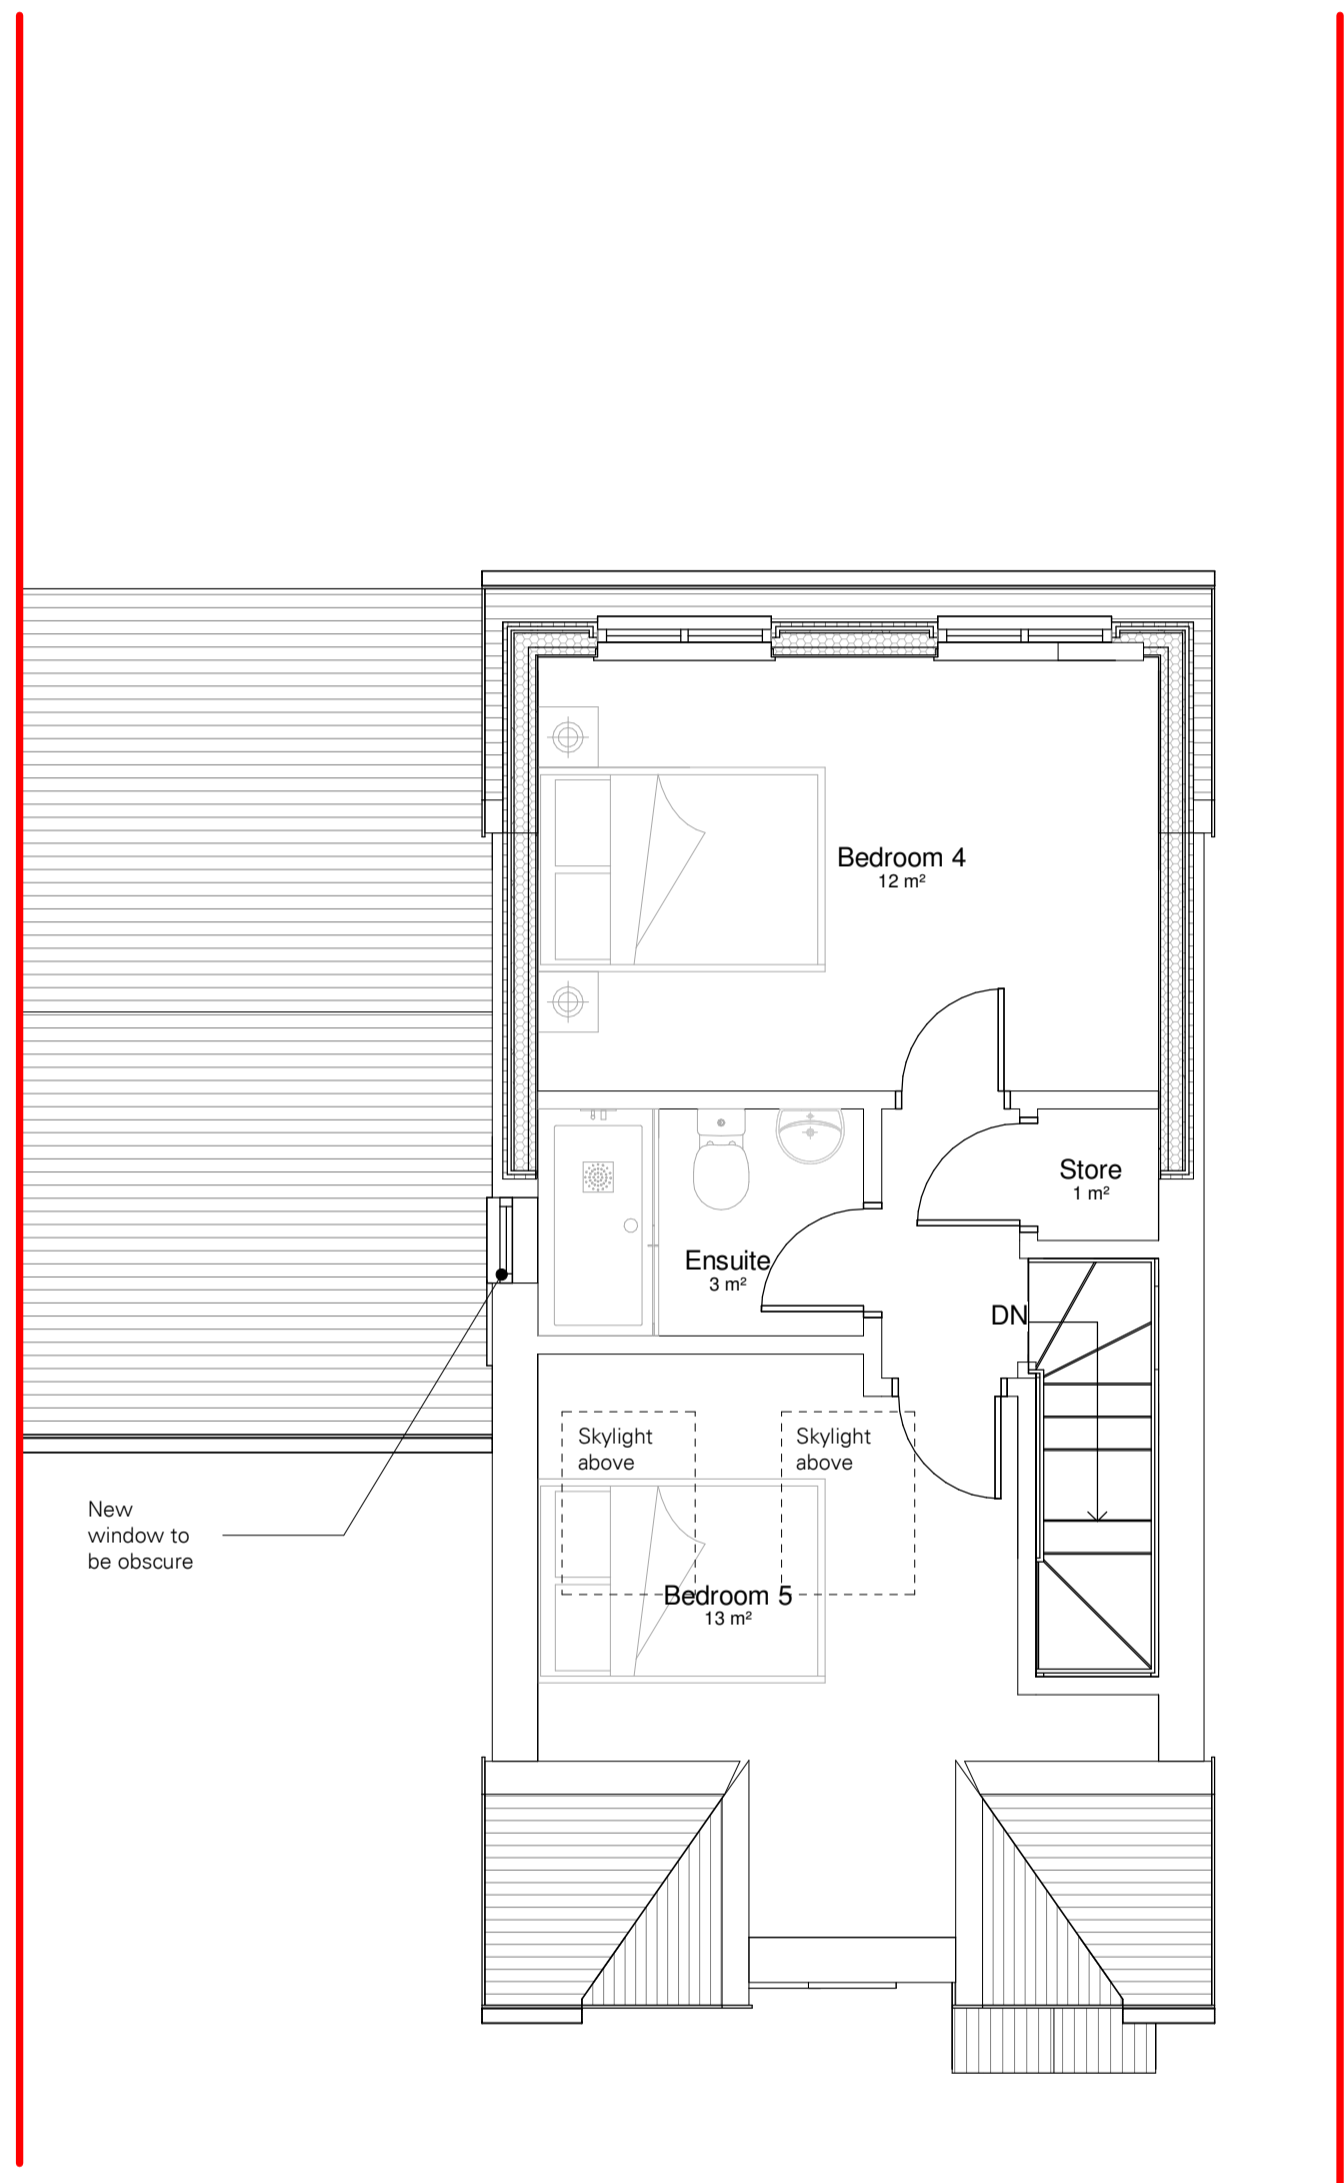 Bedroom 4
12 m²
Store
1 m²
Ensuite
3 m²
DN
Skylight
above
Skylight
above
New
window to
be obscure
Bedroom 5
13 m²